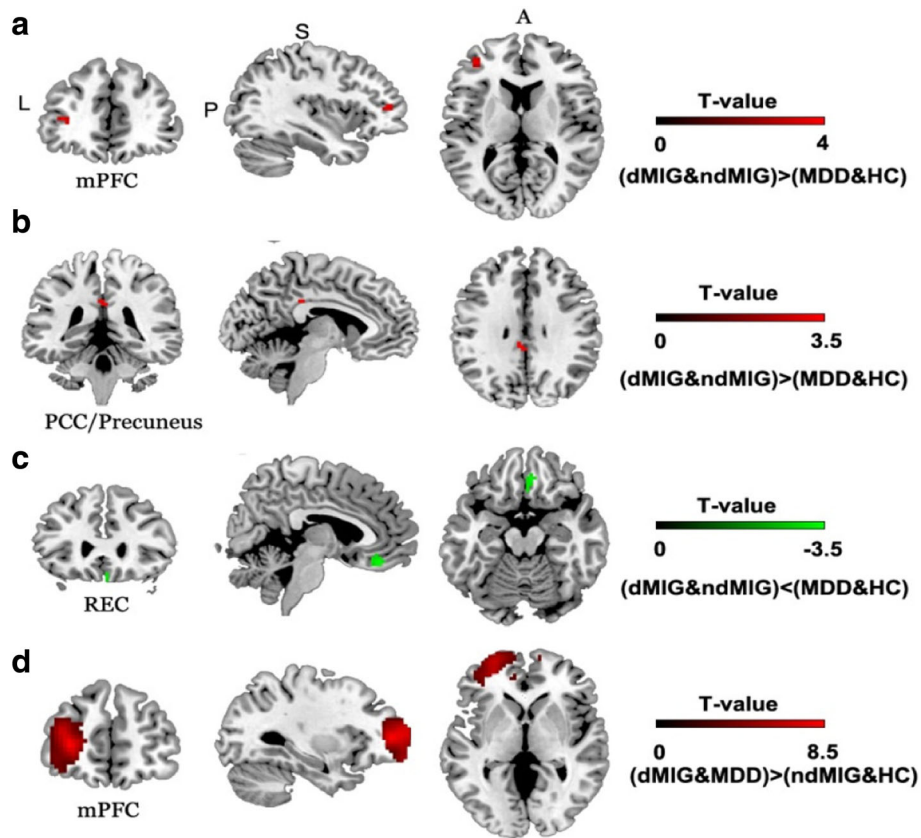 a
S
A
L
P
mPFC
T-value
0 4
(dMIG&ndMIG)>(MDD&HC)
b
PCC/Precuneus
T-value
0 3.5
(dMIG&ndMIG)>(MDD&HC)
c
REC
T-value
0 -3.5
(dMIG&ndMIG)<(MDD&HC)
d
mPFC
T-value
0 8.5
(dMIG&MDD)>(ndMIG&HC)